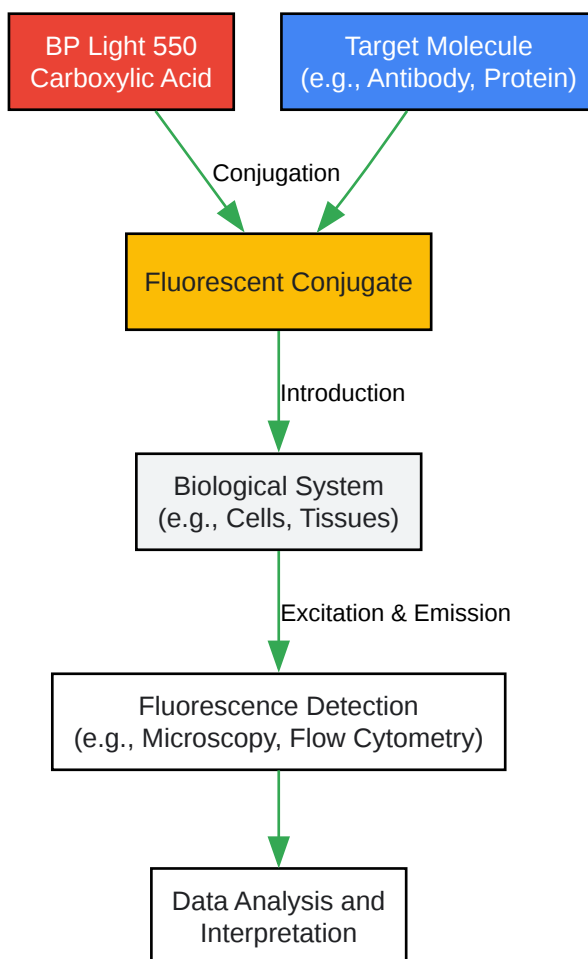 BP Light 550
Carboxylic Acid
Target Molecule
(e.g., Antibody, Protein)
Conjugation
Fluorescent Conjugate
Introduction
Biological System
(e.g., Cells, Tissues)
Excitation & Emission
Fluorescence Detection
(e.g., Microscopy, Flow Cytometry)
Data Analysis and
Interpretation